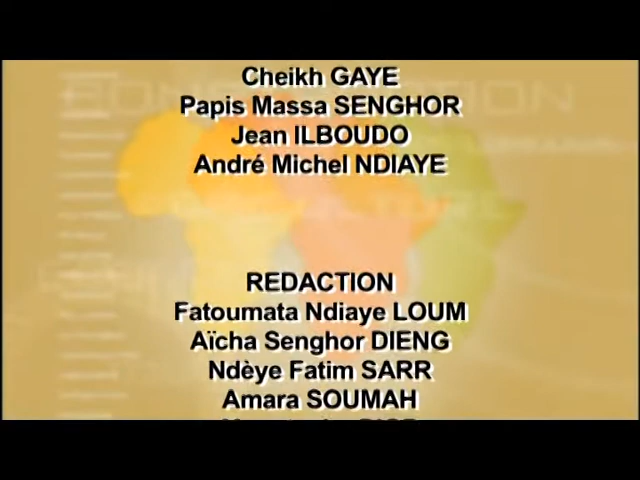 Cheikh GAYE
Papis Massa SENGHOR
Jean ILBOUDO
André Michel NDIAYE
REDACTION
Fatoumata Ndiaye LOUM
Aïcha Senghor DIENG
Ndèye Fatim SARR
Amara SOUMAH